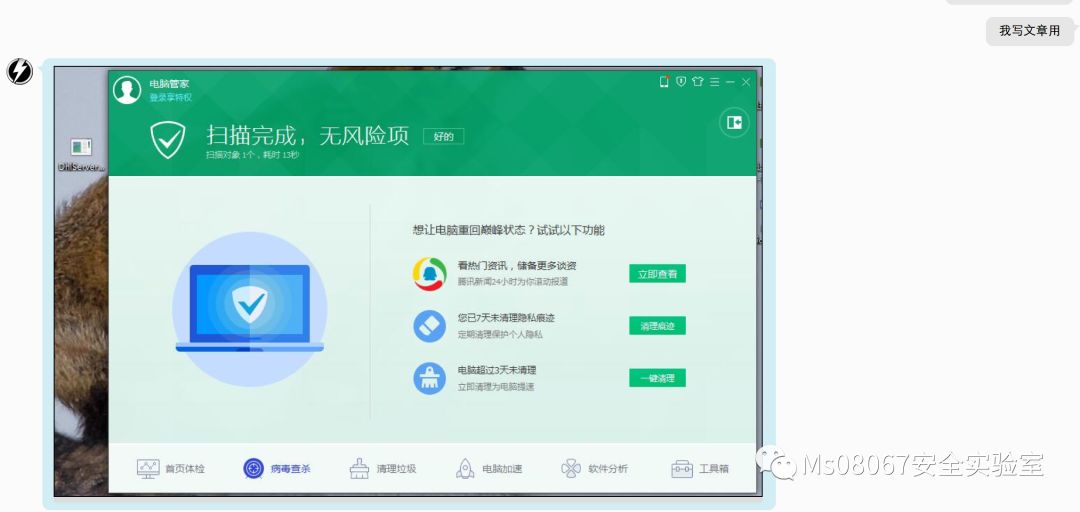 我写文章用
电脑管家
登录享特权
扫描完成，无风险项
好的
扫描对象 1个，耗时 13秒
DhlServer...
想让电脑重回巅峰状态？试试以下功能
看热门资讯，储备更多谈资
腾讯新闻24小时为你滚动报道
立即查看
您已7天未清理隐私痕迹
定期清理保护个人隐私
清理痕迹
电脑超过3天未清理
立即清理为电脑提速
一键清理
首页体检
病毒查杀
清理垃圾
电脑加速
软件分析
工具箱
Ms08067安全实验室